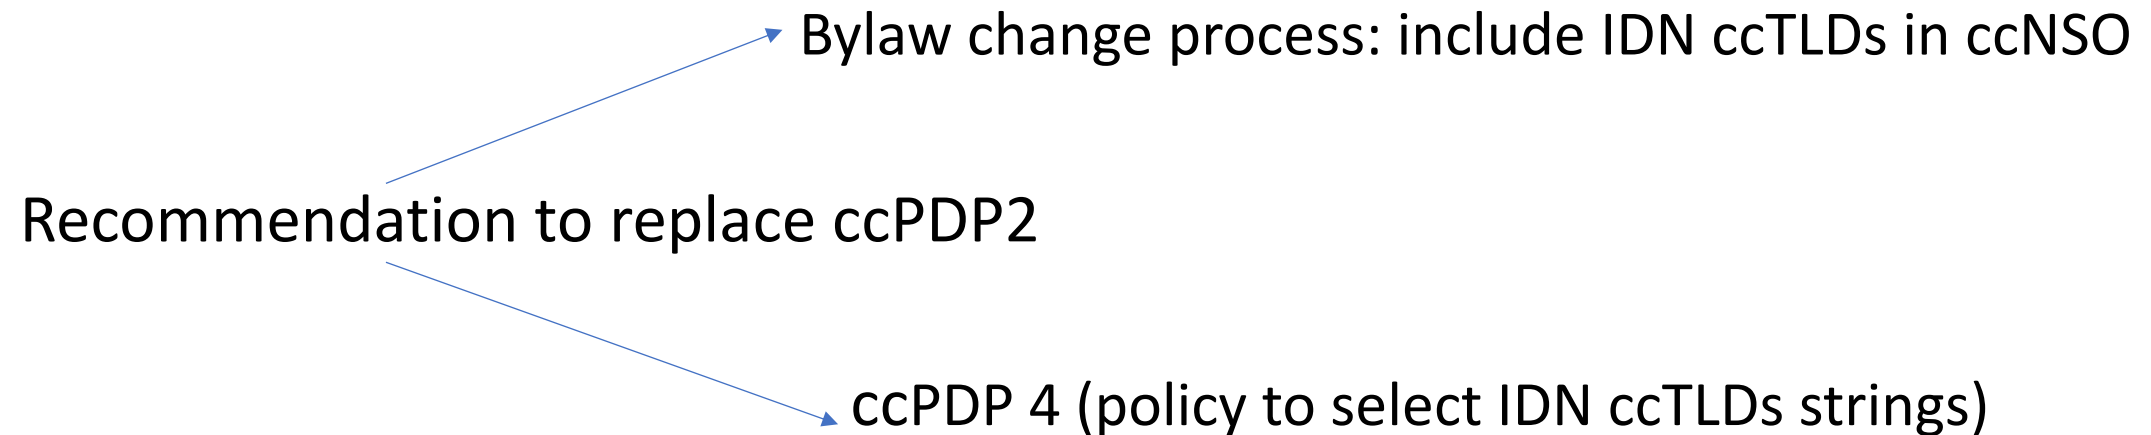 Bylaw change process: include IDN ccTLDs in ccNSO
Recommendation to replace ccPDP2
ccPDP 4 (policy to select IDN ccTLDs strings)